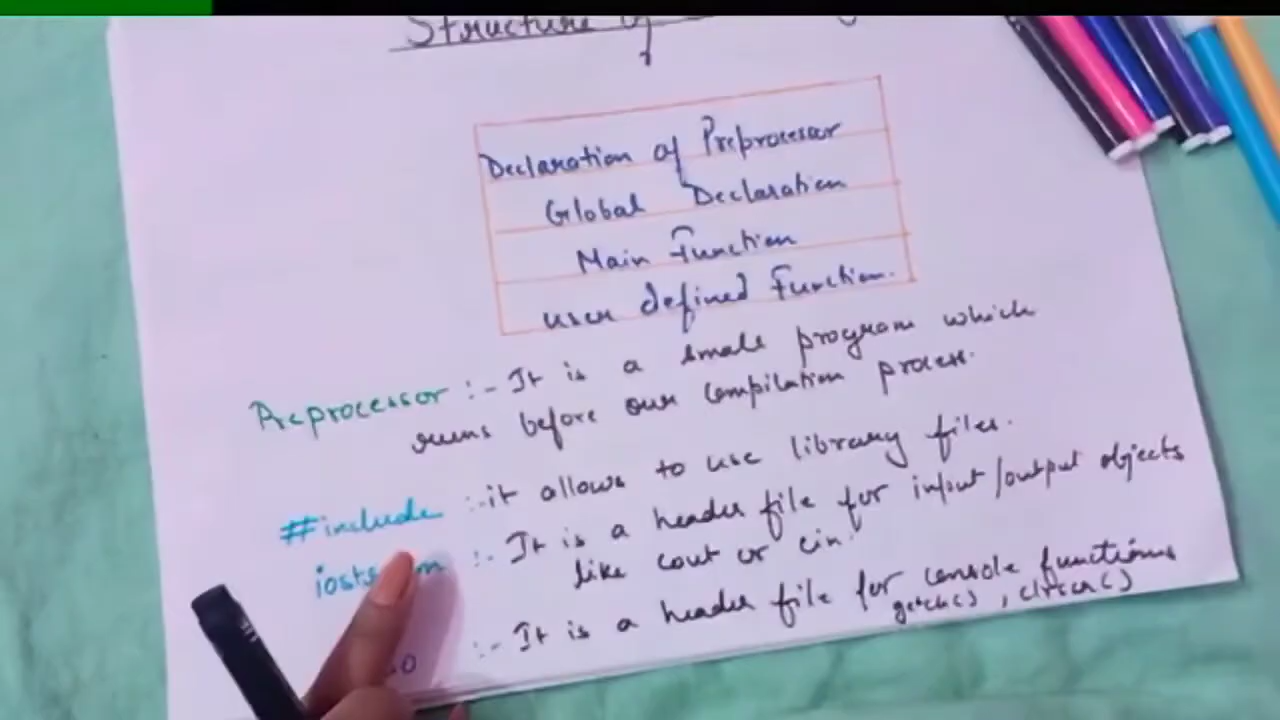 Structure of
Declaration of Preprocessor
Global Declaration
Main Function
user defined Function.
Preprocessor :- It is a small program which
runs before our compilation process.
#include :- it allows to use library files.
:- It is a header file for input/output objects
like cout or cin.
:- It is a header file for console functions
getch(), clrscr()